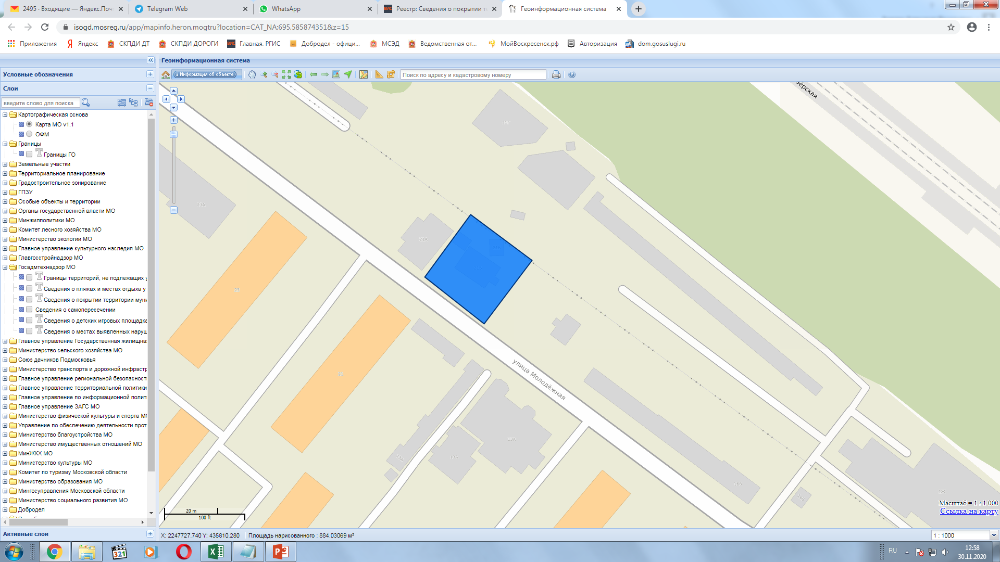 2495 · Входящие — Яндекс.Поч
Telegram Web
WhatsApp
Реестр: Сведения о покрытии т
Геоинформационная система
isogd.mosreg.ru/app/mapinfo.heron.mogtru?location=CAT_NA:695,585874351&z=15
Приложения
Яндекс
СКПДИ ДТ
СКПДИ ДОРОГИ
Главная. РГИС
Добродел - офици...
МСЭД
Ведомственная от...
МойВоскресенск.рф
Авторизация
dom.gosuslugi.ru
Геоинформационная система
Условные обозначения
Информация об объекте
Поиск по адресу и кадастровому номеру
Слои
введите слово для поиска
Картографическая основа
Карта МО v1.1
ОФМ
Границы
Границы ГО
Земельные участки
Территориальное планирование
Градостроительное зонирование
ГПЗУ
Особые объекты и территории
Органы государственной власти МО
Минжилполитики МО
Комитет лесного хозяйства МО
Министерство экологии МО
Главное управление культурного наследия МО
Главгосстройнадзор МО
Госадмтехнадзор МО
Границы территорий, не подлежащих у
Сведения о пляжах и местах отдыха у
Сведения о покрытии территории муни
Сведения о самопересечении
Сведения о детских игровых площадка
Сведения о местах выявленных наруш
Главное управление Государственная жилищна
Министерство сельского хозяйства МО
Союз дачников Подмосковья
Министерство транспорта и дорожной инфрастр
Главное управление региональной безопасност
Главное управление территориальной политики
Главное управление по информационной полит
Главное управление ЗАГС МО
Министерство физической культуры и спорта МО
Управление по обеспечению деятельности прот
Министерство благоустройства МО
Министерство имущественных отношений МО
МинЖКХ МО
Министерство культуры МО
Комитет по туризму Московской области
Министерство образования МО
Мингосуправления Московской области
Министерство социального развития МО
Добродел
Активные слои
зёрская
21Г
23А
21А
23
21
улица Молодёжная
13А
13А
13А
16В
16В
1Ж
20 m
100 ft
Масштаб = 1 : 1 000
Ссылка на карту
X: 2247727.740 Y: 435810.280
Площадь нарисованного : 884.03069 м²
1 : 1000
321
RU
12:58
30.11.2020